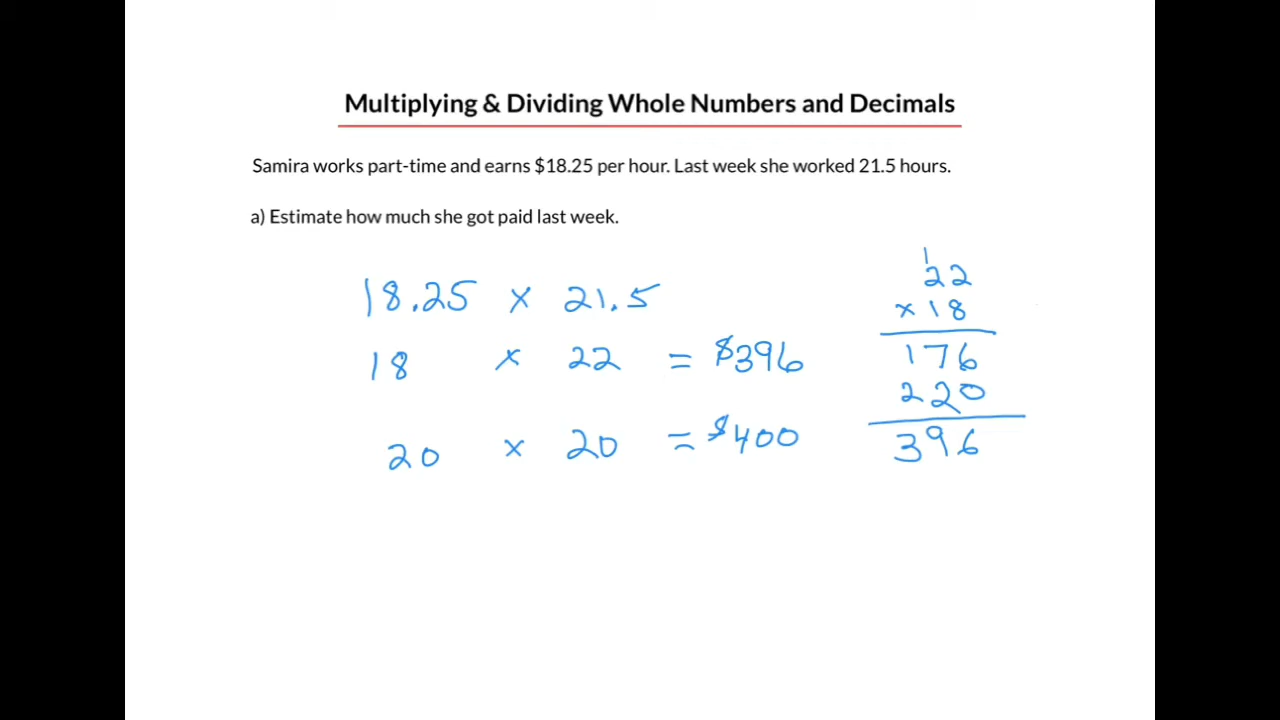 Multiplying & Dividing Whole Numbers and Decimals
Samira works part-time and earns $18.25 per hour. Last week she worked 21.5 hours.
a) Estimate how much she got paid last week.
18.25 × 21.5
18 × 22 = $396
20 × 20 = $400
1
22
× 18
176
220
396